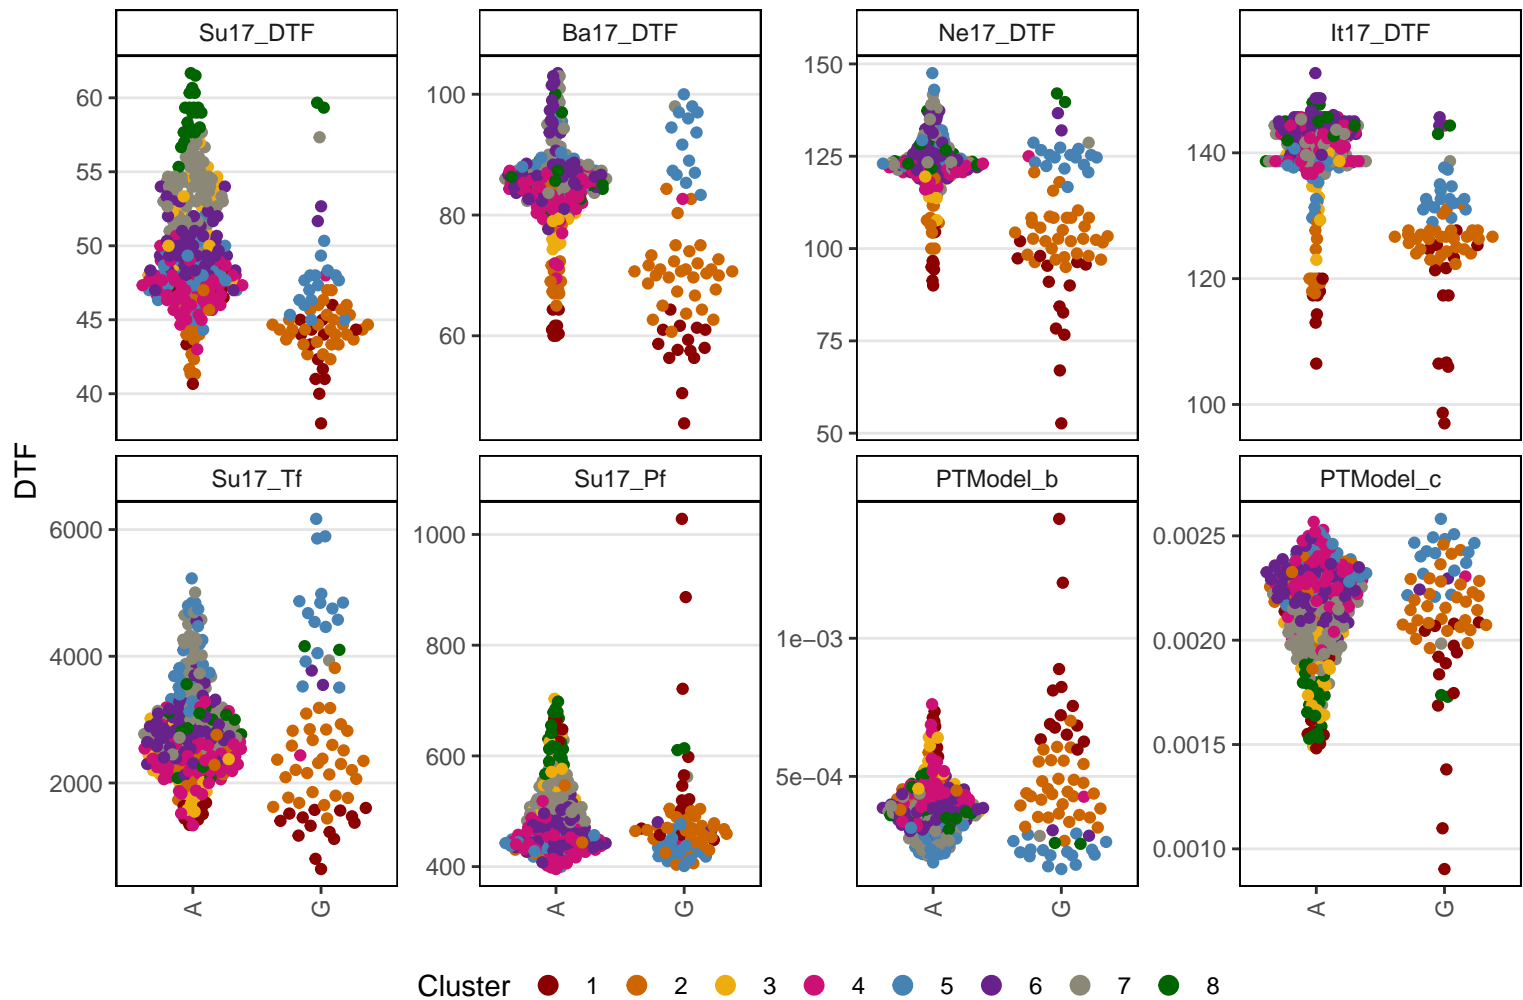 Su17_DTF
Ba17_DTF
Ne17_DTF
It17_DTF
60
55
50
45
40
100
80
60
150
125
100
75
50
140
120
100
DTF
Su17_Tf
Su17_Pf
PTModel_b
PTModel_c
6000
4000
2000
1000
800
600
400
1e−03
5e−04
0.0025
0.0020
0.0015
0.0010
A
G
A
G
A
G
A
G
Cluster 1 2 3 4 5 6 7 8